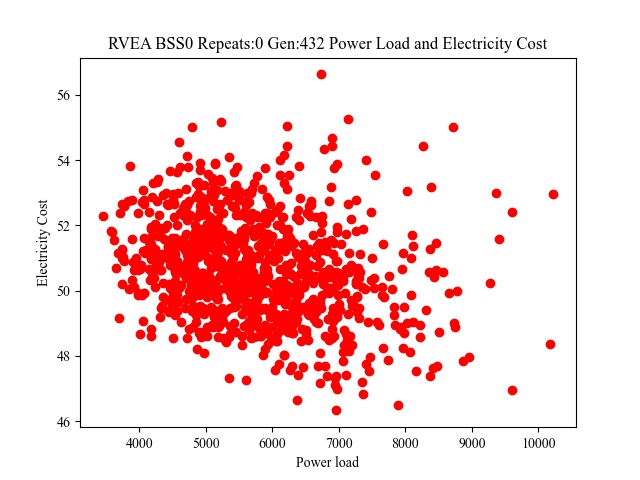 RVEA BSS0 Repeats:0 Gen:432 Power Load and Electricity Cost
56
54
52
50
48
46
Electricity Cost
4000 5000 6000 7000 8000 9000 10000
Power load